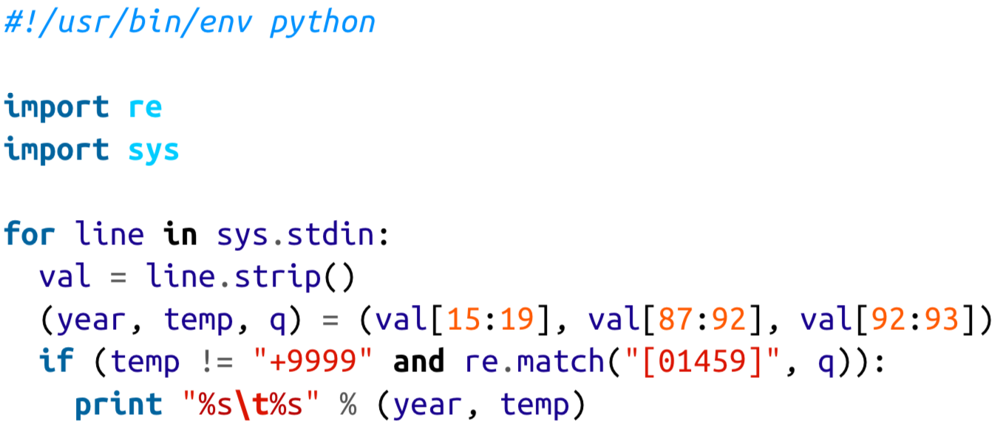 #!/usr/bin/env python
import re
import sys
for line in sys.stdin:
  val = line.strip()
  (year, temp, q) = (val[15:19], val[87:92], val[92:93])
  if (temp != "+9999" and re.match("[01459]", q)):
    print "%s\t%s" % (year, temp)